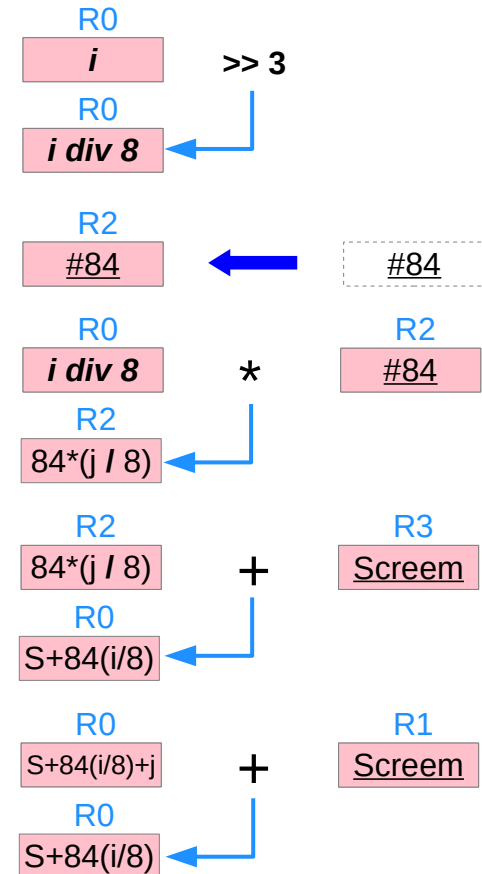 R0
i >> 3
R0
i div 8
R2
#84 #84
R0 R2
i div 8 * #84
R2
84*(j / 8)
R2 R3
84*(j / 8) + Screem
R0
S+84(i/8)
R0 R1
S+84(i/8)+j + Screem
R0
S+84(i/8)